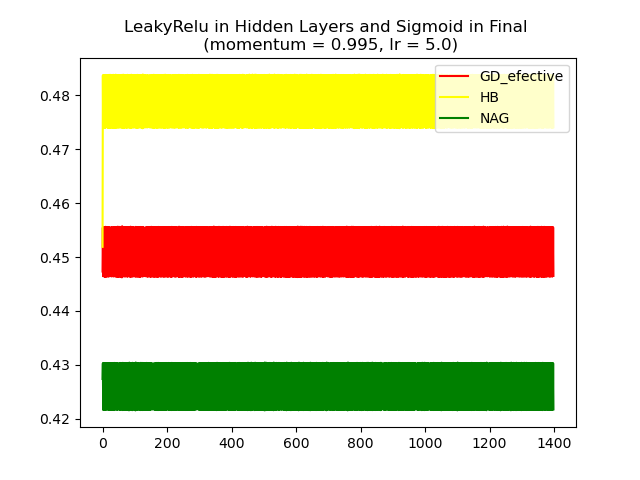 LeakyRelu in Hidden Layers and Sigmoid in Final
(momentum = 0.995, lr = 5.0)
GD_efective
HB
NAG
0.48
0.47
0.46
0.45
0.44
0.43
0.42
0 200 400 600 800 1000 1200 1400